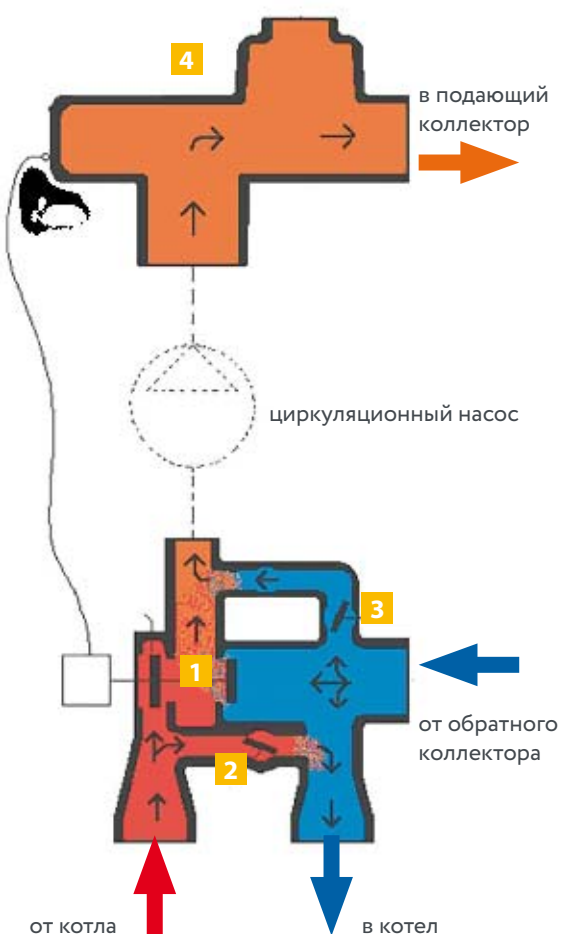 4
в подающий
коллектор
циркуляционный насос
3
1
от обратного
коллектора
2
от котла
в котел